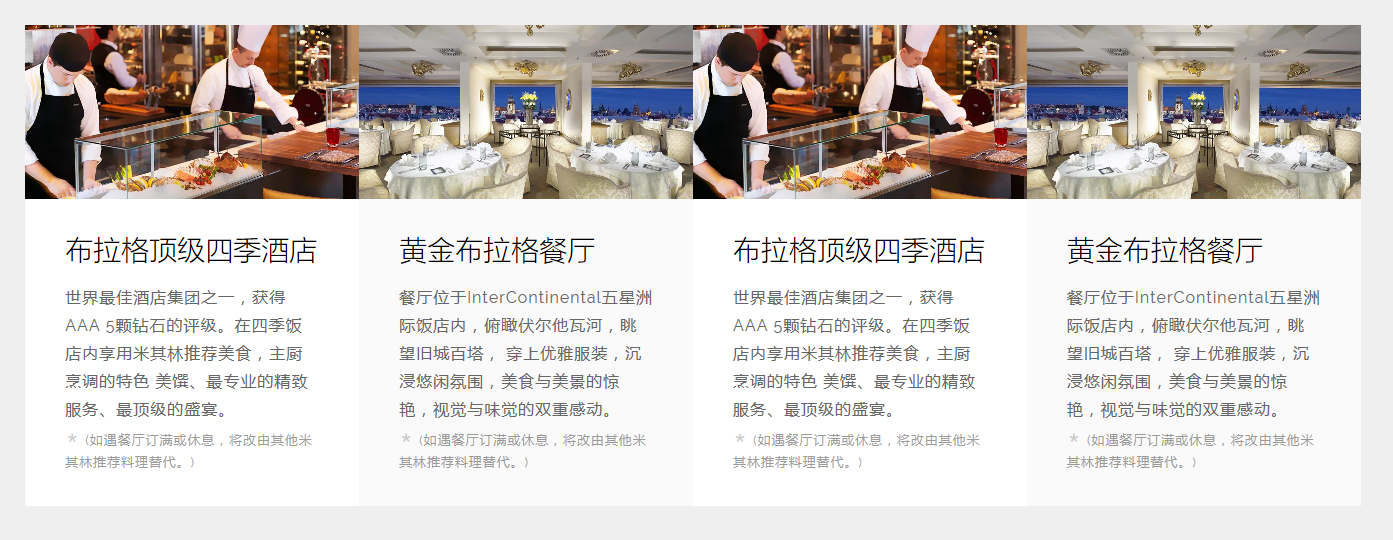 布拉格顶级四季酒店
世界最佳酒店集团之一，获得
AAA 5颗钻石的评级。在四季饭
店内享用米其林推荐美食，主厨
烹调的特色 美馔、最专业的精致
服务、最顶级的盛宴。
*（如遇餐厅订满或休息，将改由其他米
其林推荐料理替代。）
黄金布拉格餐厅
餐厅位于InterContinental五星洲
际饭店内，俯瞰伏尔他瓦河，眺
望旧城百塔， 穿上优雅服装，沉
浸悠闲氛围，美食与美景的惊
艳，视觉与味觉的双重感动。
*（如遇餐厅订满或休息，将改由其他米
其林推荐料理替代。）
布拉格顶级四季酒店
世界最佳酒店集团之一，获得
AAA 5颗钻石的评级。在四季饭
店内享用米其林推荐美食，主厨
烹调的特色 美馔、最专业的精致
服务、最顶级的盛宴。
*（如遇餐厅订满或休息，将改由其他米
其林推荐料理替代。）
黄金布拉格餐厅
餐厅位于InterContinental五星洲
际饭店内，俯瞰伏尔他瓦河，眺
望旧城百塔， 穿上优雅服装，沉
浸悠闲氛围，美食与美景的惊
艳，视觉与味觉的双重感动。
*（如遇餐厅订满或休息，将改由其他米
其林推荐料理替代。）